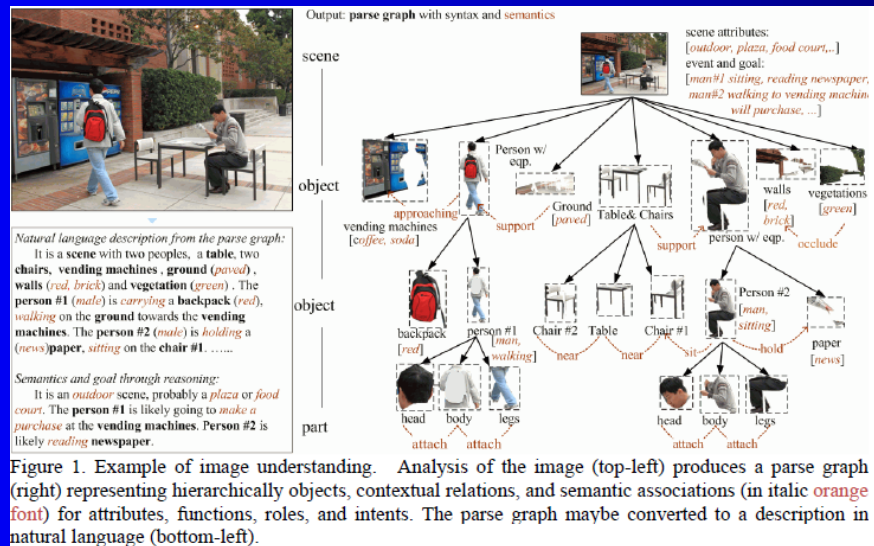 Output: parse graph with syntax and semantics
scene
scene attributes:
[outdoor, plaza, food court,..]
event and goal:
[man#1 sitting, reading newspaper,
man#2 walking to vending machine
will purchase, ...]
object
Person w/
eqp.
approaching
vending machines
[coffee, soda]
support
Ground
[paved]
Table& Chairs
support
person w/ eqp.
walls
[red,
brick]
vegetations
[green]
occlude
object
backpack
[red]
person #1
[man,
walking]
Chair #2
Table
Chair #1
near
near
sit
Person #2
[man,
sitting]
hold
paper
[news]
part
head
body
legs
attach
attach
head
body
legs
attach
attach
Natural language description from the parse graph:
It is a scene with two peoples, a table, two
chairs, vending machines , ground (paved) ,
walls (red, brick) and vegetation (green) . The
person #1 (male) is carrying a backpack (red),
walking on the ground towards the vending
machines. The person #2 (male) is holding a
(news)paper, sitting on the chair #1. ……
Semantics and goal through reasoning:
It is an outdoor scene, probably a plaza or food
court. The person #1 is likely going to make a
purchase at the vending machines. Person #2 is
likely reading newspaper.
Figure 1. Example of image understanding. Analysis of the image (top-left) produces a parse graph
(right) representing hierarchically objects, contextual relations, and semantic associations (in italic orange
font) for attributes, functions, roles, and intents. The parse graph maybe converted to a description in
natural language (bottom-left).